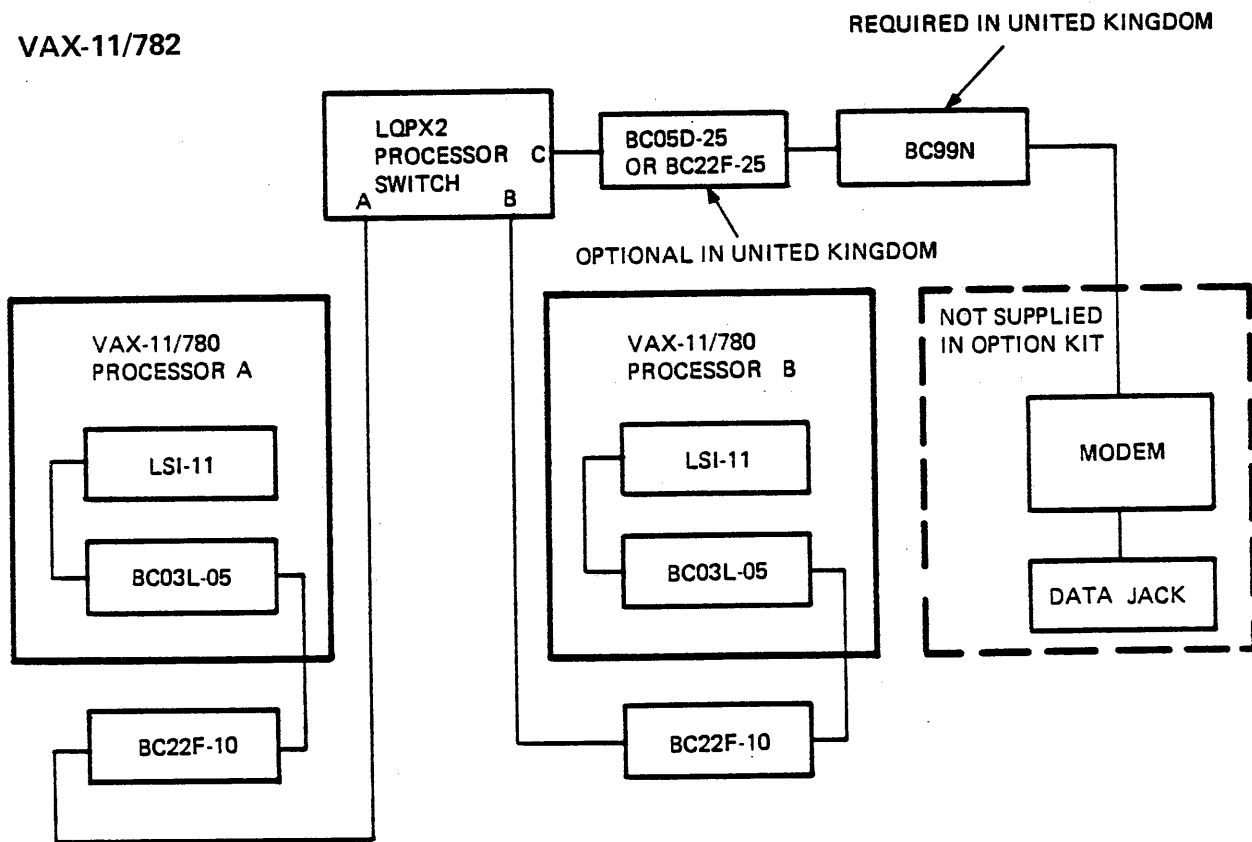 VAX-11/782
REQUIRED IN UNITED KINGDOM
LQPX2
PROCESSOR C
SWITCH
A B
BC05D-25
OR BC22F-25
BC99N
OPTIONAL IN UNITED KINGDOM
VAX-11/780
PROCESSOR A
LSI-11
BC03L-05
BC22F-10
VAX-11/780
PROCESSOR B
LSI-11
BC03L-05
BC22F-10
NOT SUPPLIED
IN OPTION KIT
MODEM
DATA JACK